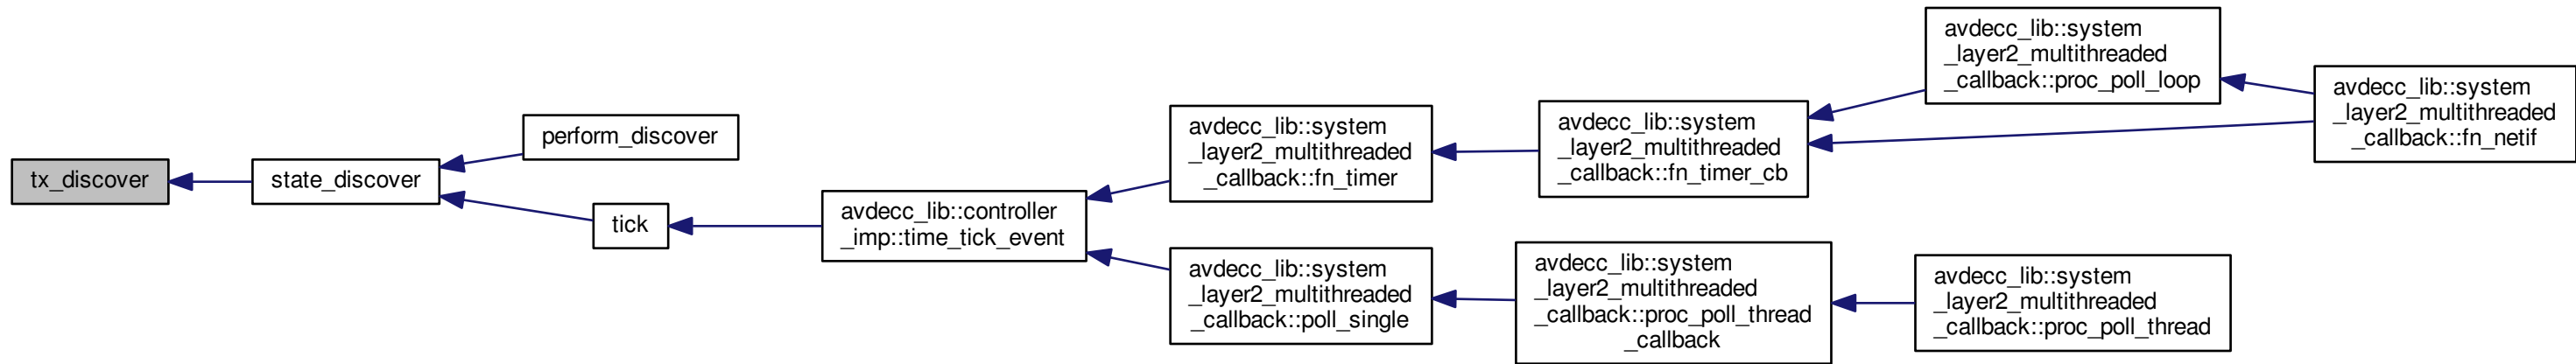 tx_discover
state_discover
perform_discover
tick
avdecc_lib::controller
_imp::time_tick_event
avdecc_lib::system
_layer2_multithreaded
_callback::fn_timer
avdecc_lib::system
_layer2_multithreaded
_callback::poll_single
avdecc_lib::system
_layer2_multithreaded
_callback::fn_timer_cb
avdecc_lib::system
_layer2_multithreaded
_callback::proc_poll_thread
_callback
avdecc_lib::system
_layer2_multithreaded
_callback::proc_poll_loop
avdecc_lib::system
_layer2_multithreaded
_callback::proc_poll_thread
avdecc_lib::system
_layer2_multithreaded
_callback::fn_netif